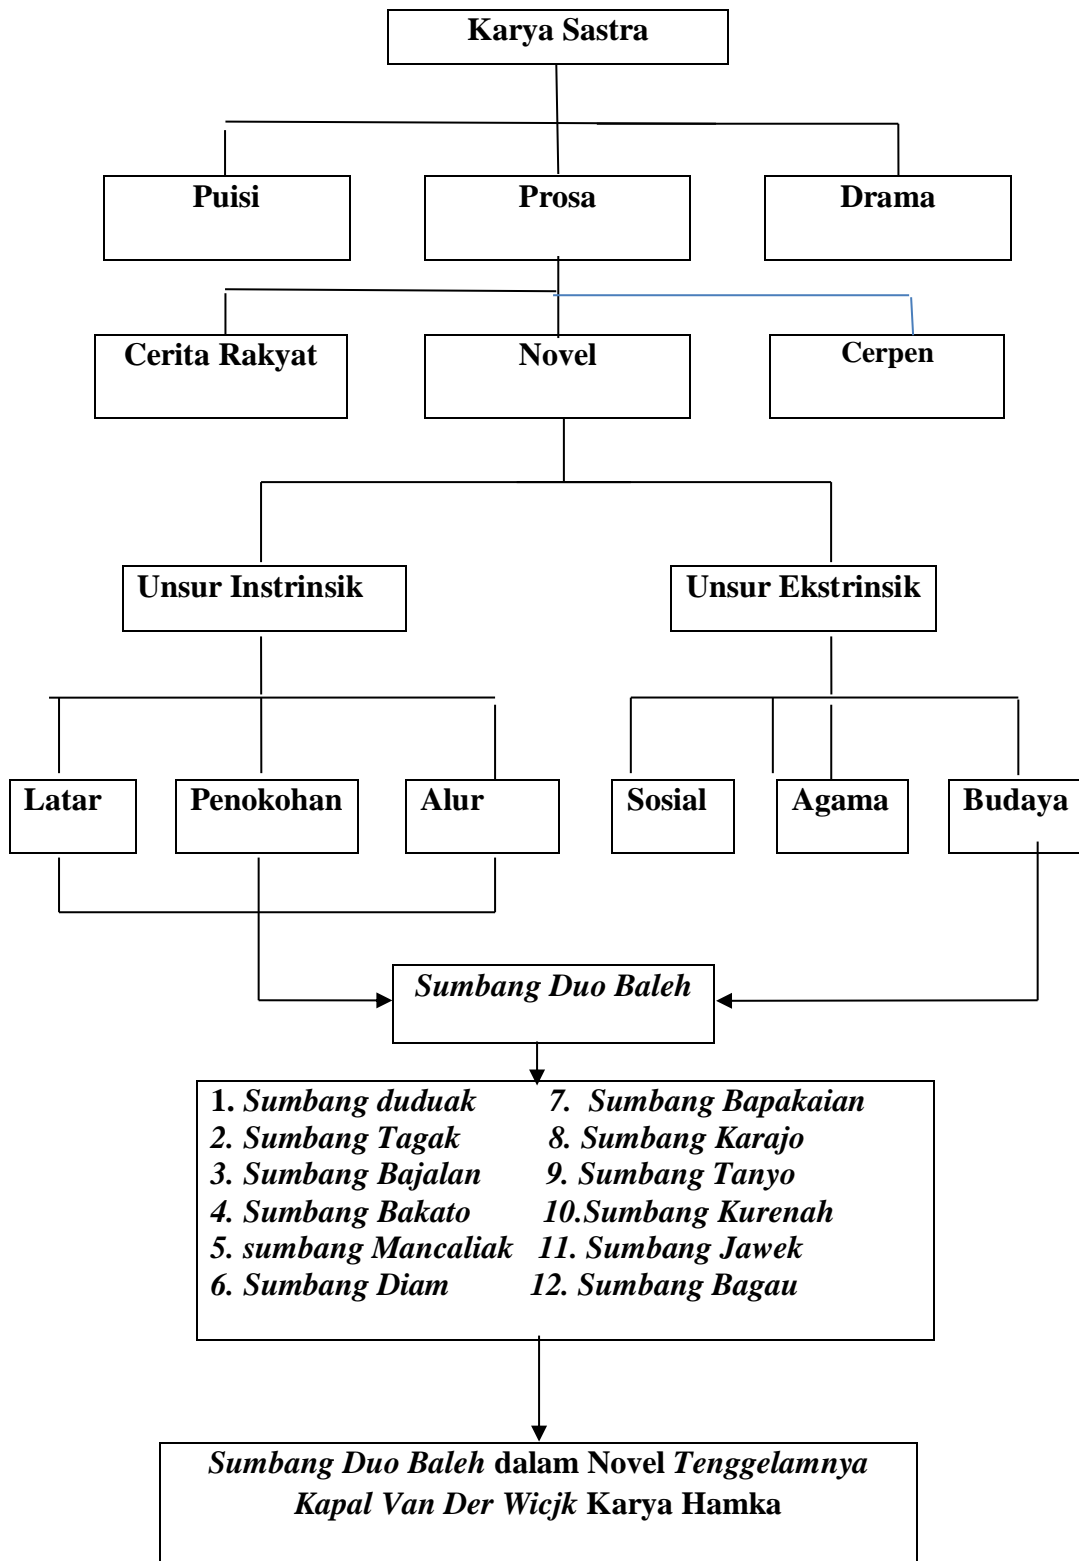 Karya Sastra
Puisi
Prosa
Drama
Cerita Rakyat
Novel
Cerpen
Unsur Instrinsik
Unsur Ekstrinsik
Latar
Penokohan
Alur
Sosial
Agama
Budaya
Sumbang Duo Baleh
1. Sumbang duduak 7. Sumbang Bapakaian
2. Sumbang Tagak 8. Sumbang Karajo
3. Sumbang Bajalan 9. Sumbang Tanyo
4. Sumbang Bakato 10.Sumbang Kurenah
5. sumbang Mancaliak 11. Sumbang Jawek
6. Sumbang Diam 12. Sumbang Bagau
Sumbang Duo Baleh dalam Novel Tenggelamnya
Kapal Van Der Wicjk Karya Hamka